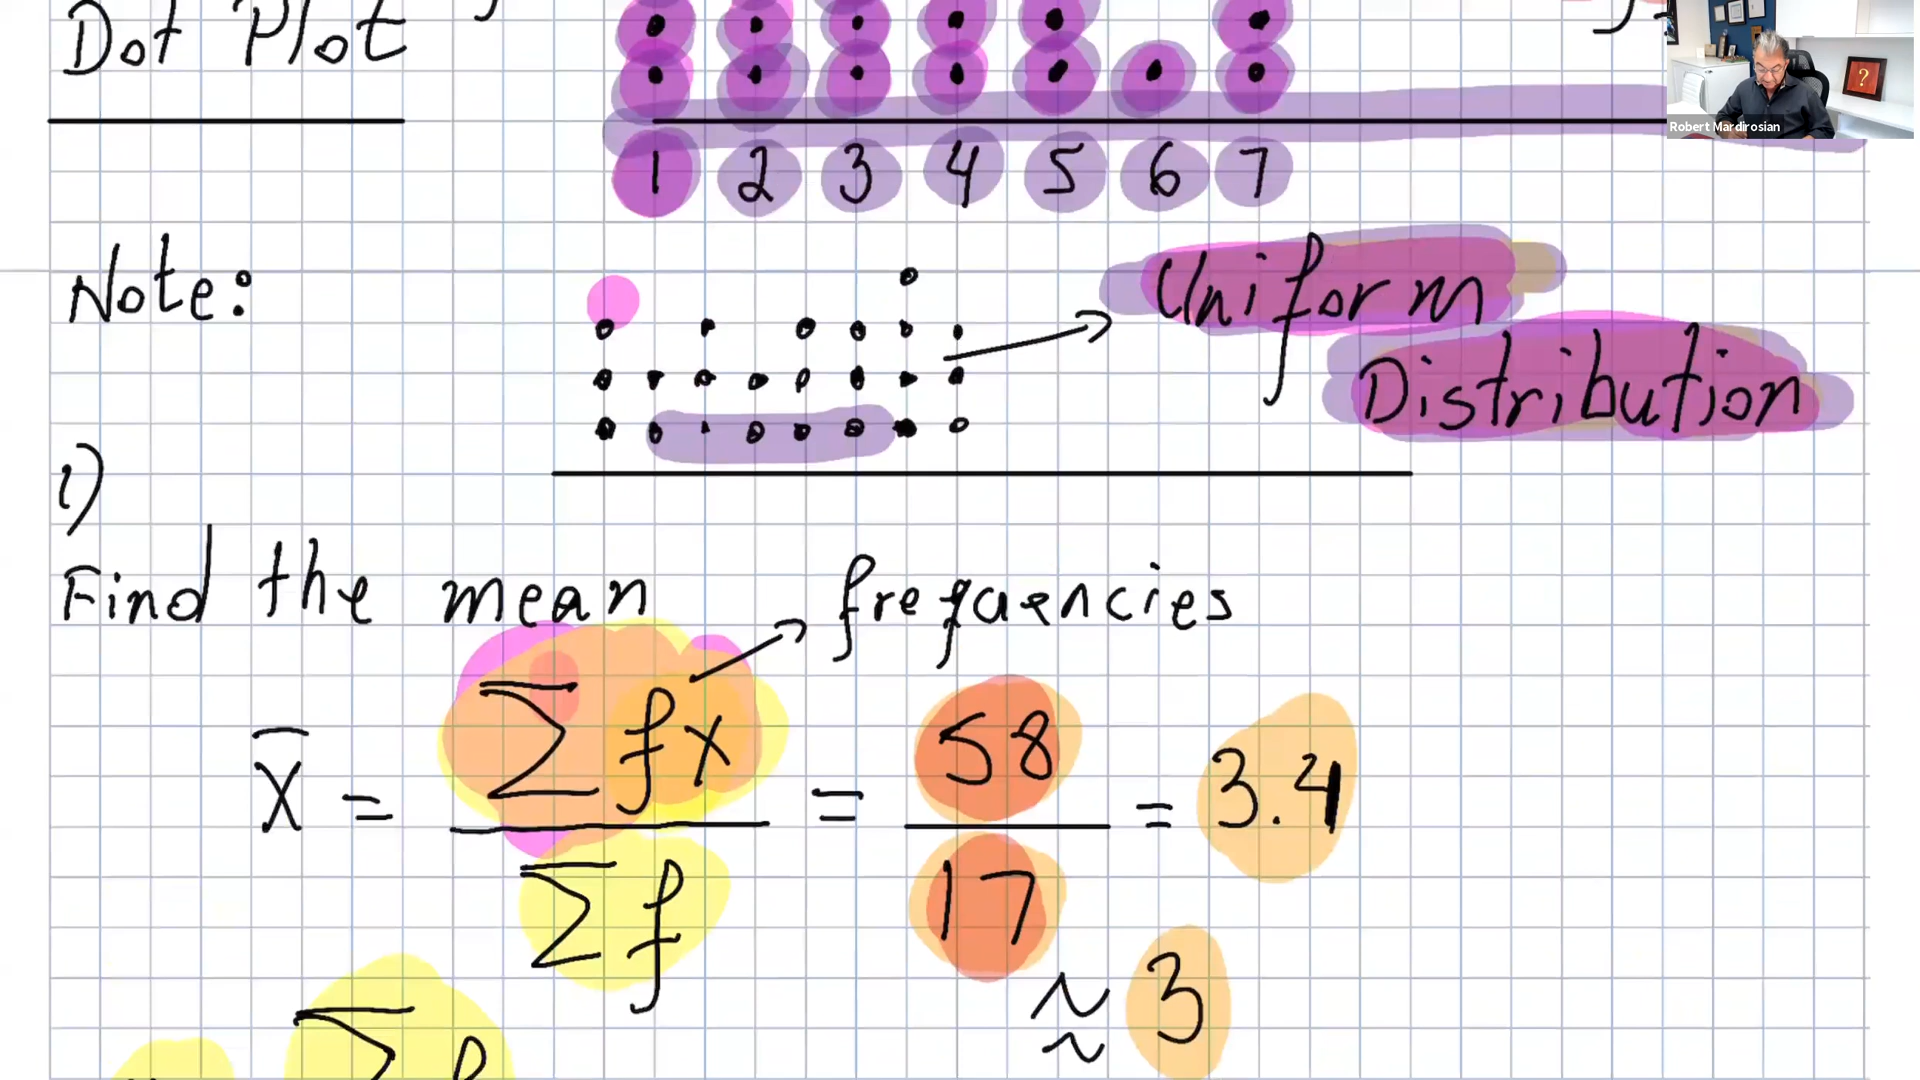 Dot Plot
Robert Mardirosian
?
1 2 3 4 5 6 7
Note:
Uniform
Distribution
1)
Find the mean frequencies
X̄ = Σfx / Σf = 58 / 17 = 3.4
≈ 3